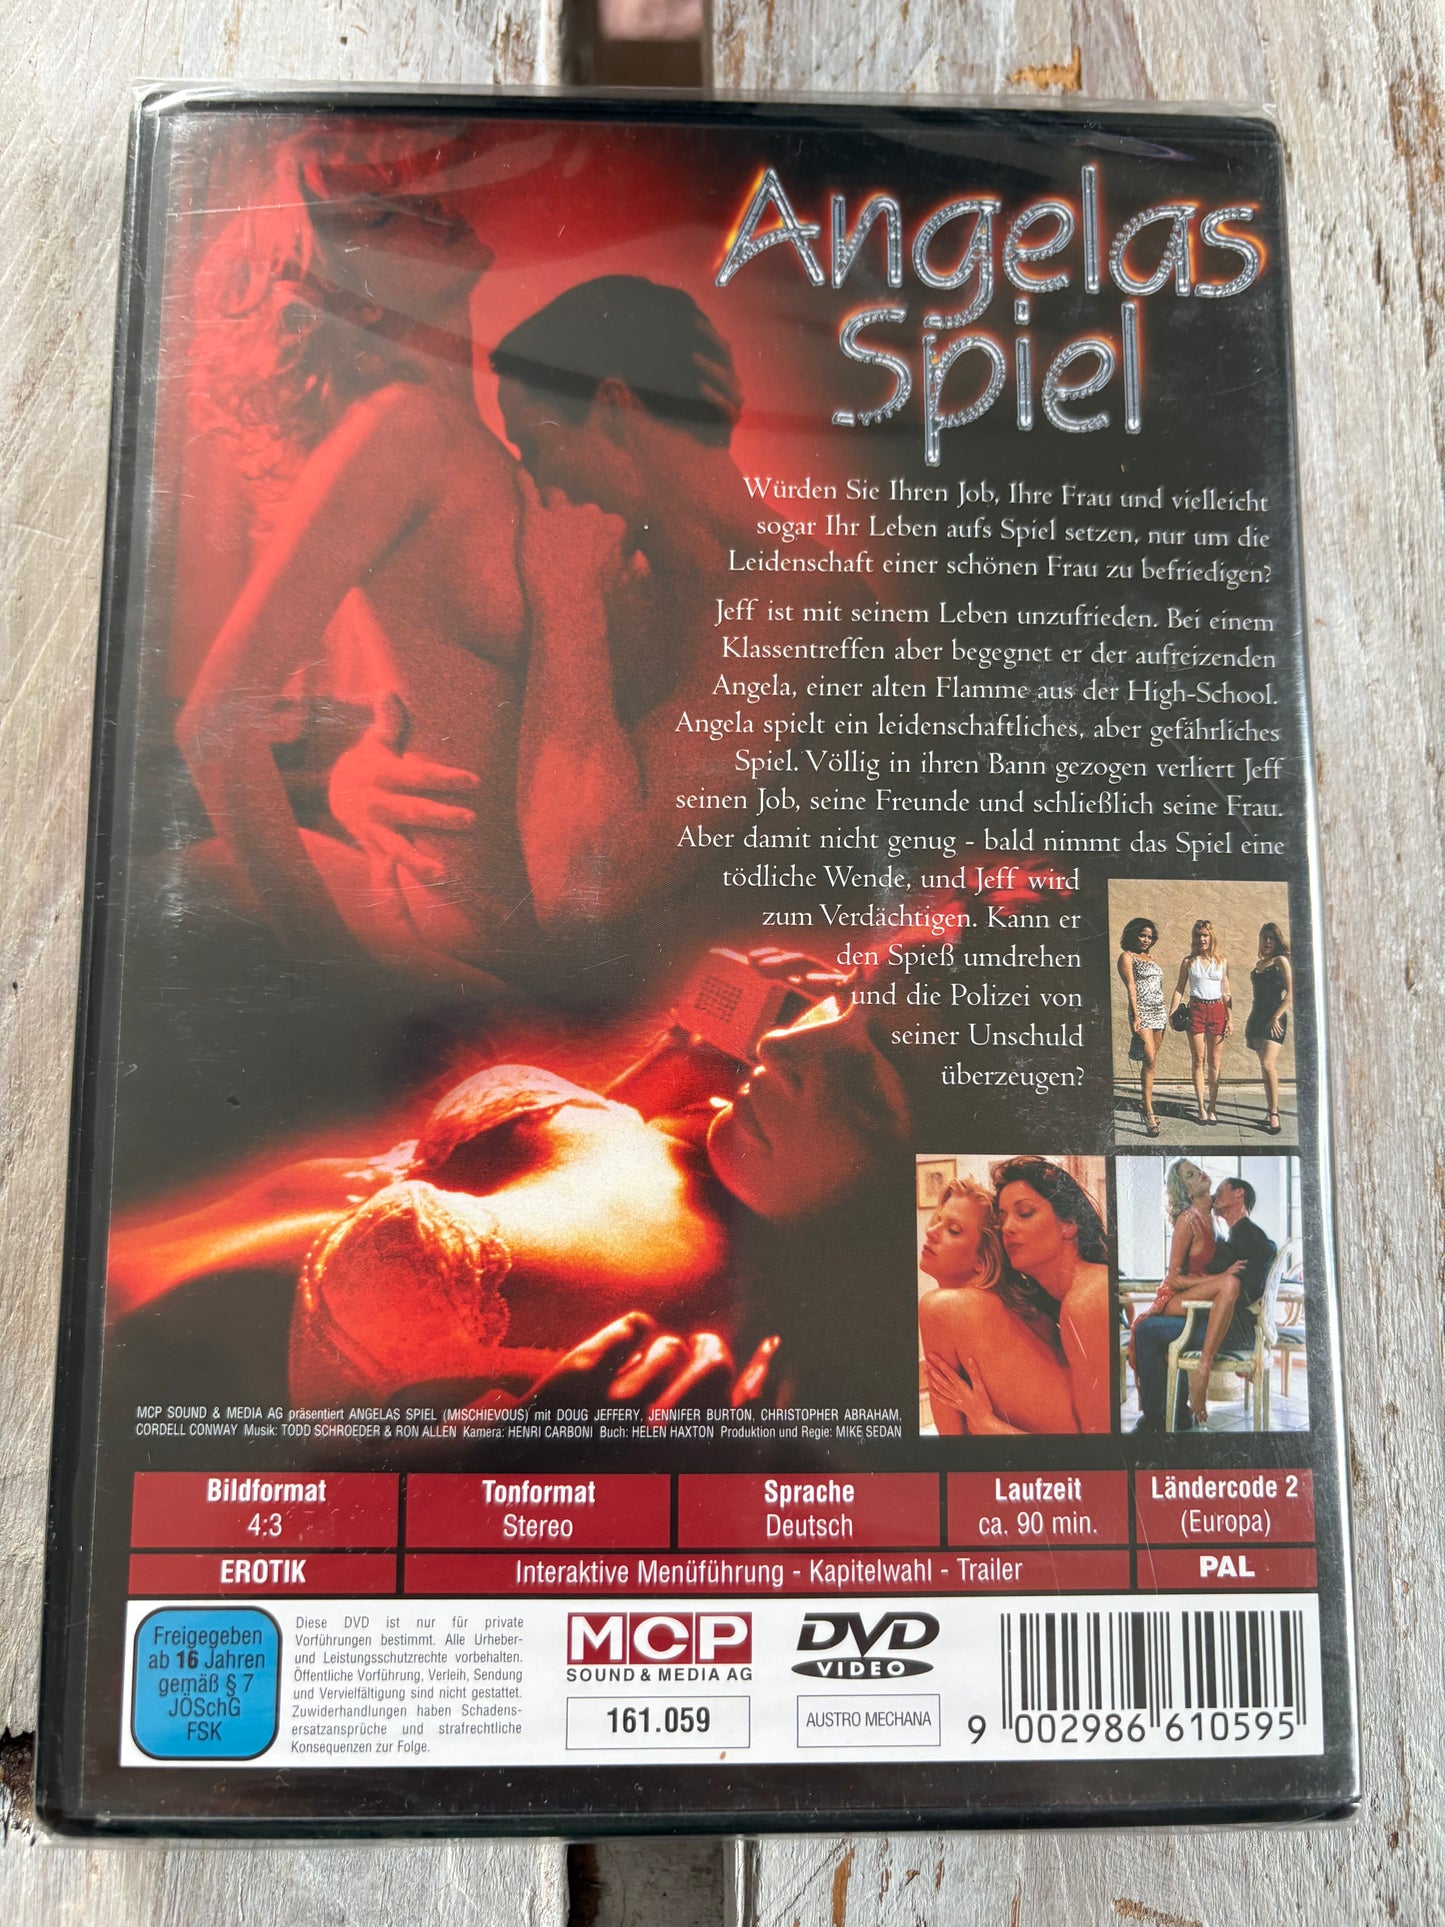 Angelas
Spiel
Würden Sie Ihren Job, Ihre Frau und vielleicht
sogar Ihr Leben aufs Spiel setzen, nur um die
Leidenschaft einer schönen Frau zu befriedigen?
Jeff ist mit seinem Leben unzufrieden. Bei einem
Klassentreffen aber begegnet er der aufreizenden
Angela, einer alten Flamme aus der High-School.
Angela spielt ein leidenschaftliches, aber gefährliches
Spiel. Völlig in ihren Bann gezogen verliert Jeff
seinen Job, seine Freunde und schließlich seine Frau.
Aber damit nicht genug - bald nimmt das Spiel eine
tödliche Wende, und Jeff wird
zum Verdächtigen. Kann er
den Spieß umdrehen
und die Polizei von
seiner Unschuld
überzeugen?
MCP SOUND & MEDIA AG präsentiert ANGELAS SPIEL (MISCHIEVOUS) mit DOUG JEFFERY, JENNIFER BURTON, CHRISTOPHER ABRAHAM,
CORDELL CONWAY Musik: TODD SCHROEDER & RON ALLEN Kamera: HENRI CARBONI Buch: HELEN HAXTON Produktion und Regie: MIKE SEDAN
Bildformat
4:3
Tonformat
Stereo
Sprache
Deutsch
Laufzeit
ca. 90 min.
Ländercode 2
(Europa)
EROTIK
Interaktive Menüführung - Kapitelwahl - Trailer
PAL
Freigegeben
ab 16 Jahren
gemäß § 7
JÖSchG
FSK
Diese DVD ist nur für private
Vorführungen bestimmt. Alle Urheber-
und Leistungsschutzrechte vorbehalten.
Öffentliche Vorführung, Verleih, Sendung
und Vervielfältigung sind nicht gestattet.
Zuwiderhandlungen haben Schadens-
ersatzansprüche und strafrechtliche
Konsequenzen zur Folge.
MCP
SOUND & MEDIA AG
161.059
DVD
VIDEO
AUSTRO MECHANA
9 002986 610595